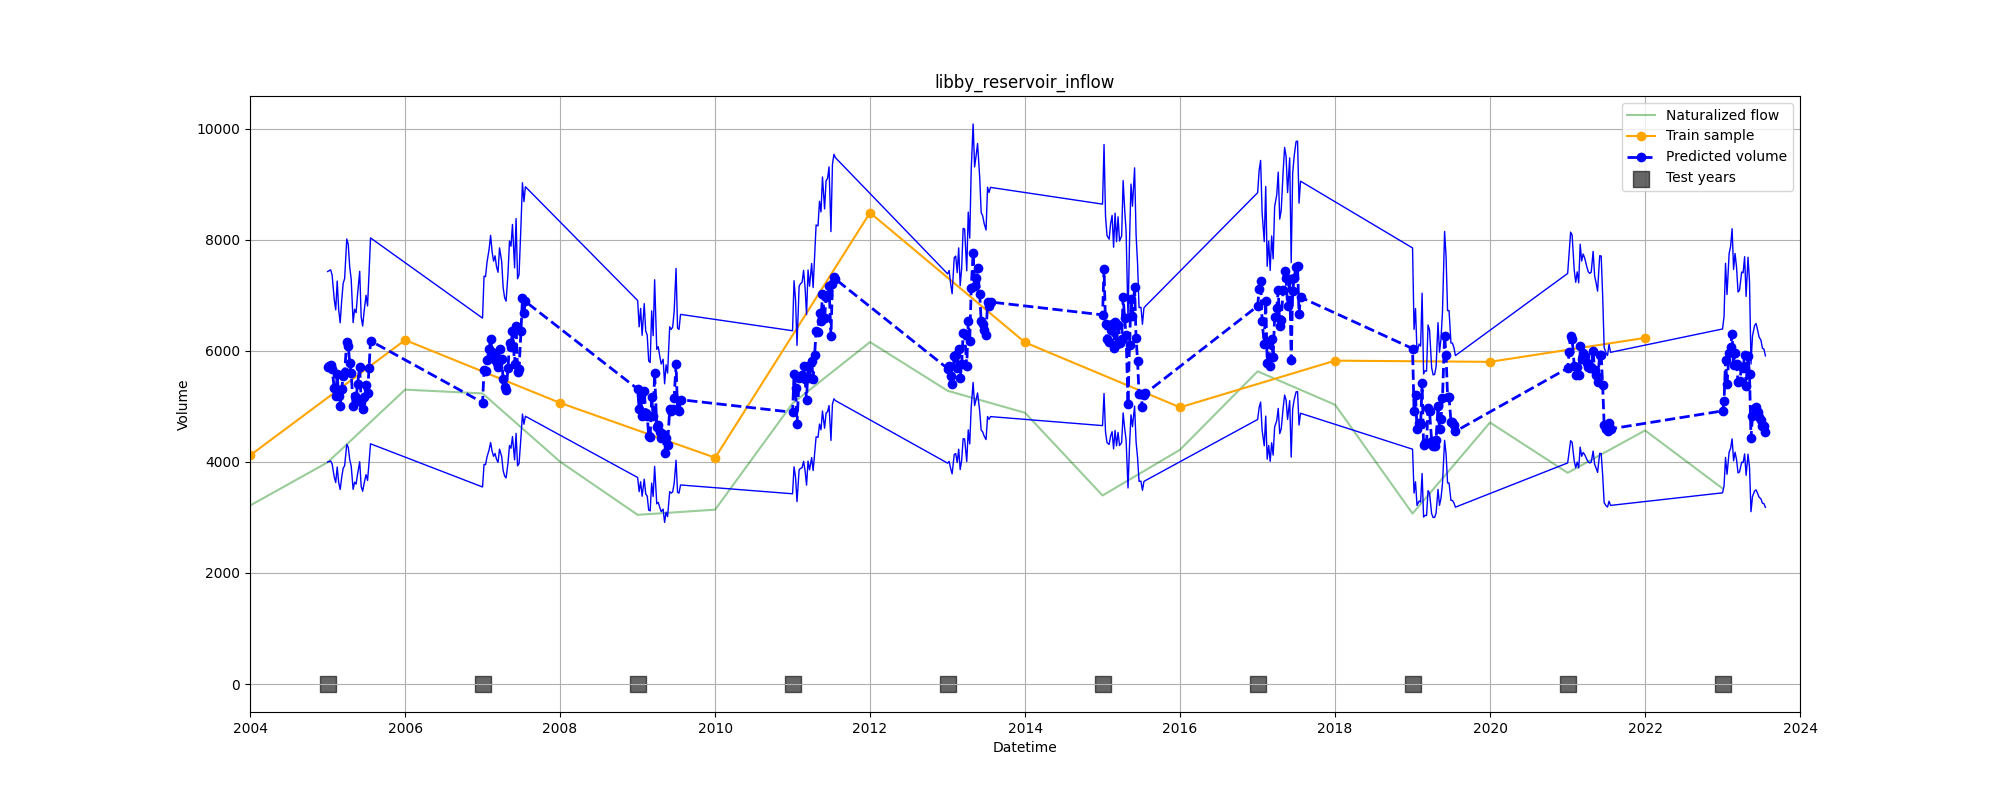 libby_reservoir_inflow
Volume
10000
8000
6000
4000
2000
0
Naturalized flow
Train sample
Predicted volume
Test years
2004 2006 2008 2010 2012 2014 2016 2018 2020 2022 2024
Datetime